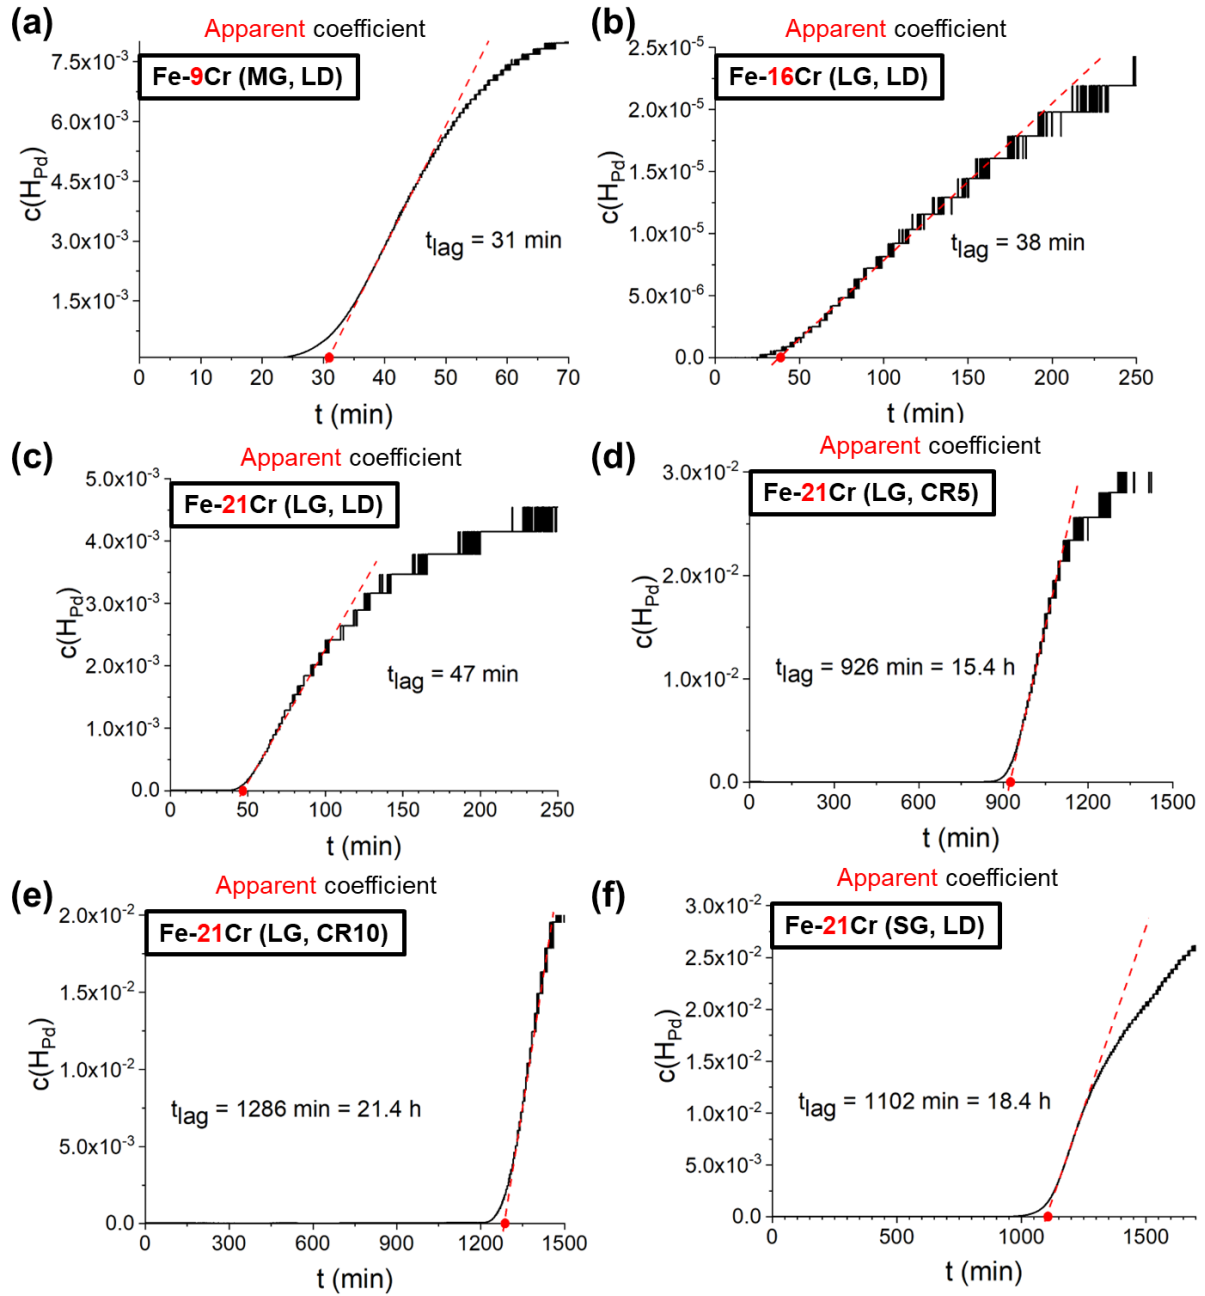 (a)
Apparent coefficient
Fe-9Cr (MG, LD)
7.5x10-3
6.0x10-3
4.5x10-3
3.0x10-3
1.5x10-3
c(HPd)
tlag = 31 min
0 10 20 30 40 50 60 70
t (min)
(b)
Apparent coefficient
Fe-16Cr (LG, LD)
2.5x10-5
2.0x10-5
1.5x10-5
1.0x10-5
5.0x10-6
0.0
c(HPd)
tlag = 38 min
0 50 100 150 200 250
t (min)
(c)
Apparent coefficient
Fe-21Cr (LG, LD)
5.0x10-3
4.0x10-3
3.0x10-3
2.0x10-3
1.0x10-3
0.0
c(HPd)
tlag = 47 min
0 50 100 150 200 250
t (min)
(d)
Apparent coefficient
Fe-21Cr (LG, CR5)
3.0x10-2
2.0x10-2
1.0x10-2
0.0
c(HPd)
tlag = 926 min = 15.4 h
0 300 600 900 1200 1500
t (min)
(e)
Apparent coefficient
Fe-21Cr (LG, CR10)
2.0x10-2
1.5x10-2
1.0x10-2
5.0x10-3
0.0
c(HPd)
tlag = 1286 min = 21.4 h
0 300 600 900 1200 1500
t (min)
(f)
Apparent coefficient
Fe-21Cr (SG, LD)
3.0x10-2
2.5x10-2
2.0x10-2
1.5x10-2
1.0x10-2
5.0x10-3
0.0
c(HPd)
tlag = 1102 min = 18.4 h
0 500 1000 1500
t (min)